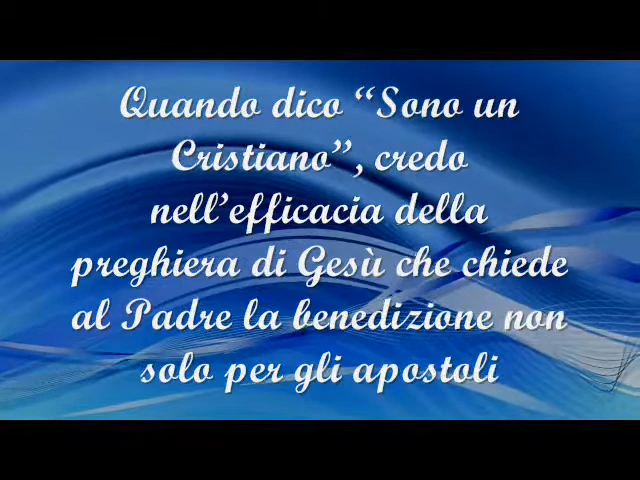 Quando dico “Sono un
Cristiano”, credo
nell’efficacia della
preghiera di Gesù che chiede
al Padre la benedizione non
solo per gli apostoli